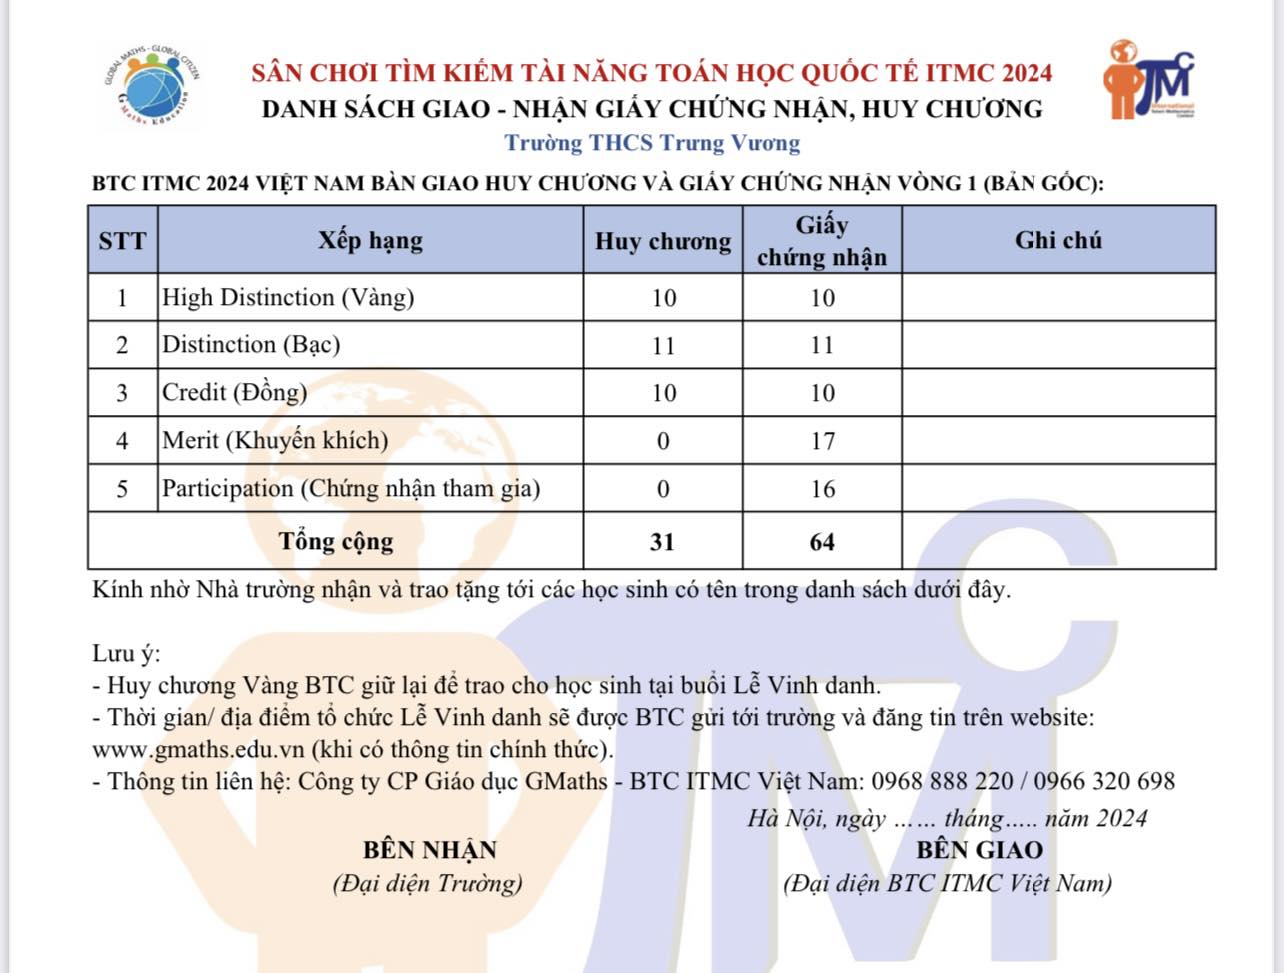 GLOBAL MATHS - GLOBAL CITIZEN
GMaths Education
SÂN CHƠI TÌM KIẾM TÀI NĂNG TOÁN HỌC QUỐC TẾ ITMC 2024
DANH SÁCH GIAO - NHẬN GIẤY CHỨNG NHẬN, HUY CHƯƠNG
Trường THCS Trưng Vương
ITMC
International
Talent Mathematics
Contest
BTC ITMC 2024 VIỆT NAM BÀN GIAO HUY CHƯƠNG VÀ GIẤY CHỨNG NHẬN VÒNG 1 (BẢN GỐC):
STT Xếp hạng Huy chương Giấy chứng nhận Ghi chú
1 High Distinction (Vàng) 10 10
2 Distinction (Bạc) 11 11
3 Credit (Đồng) 10 10
4 Merit (Khuyến khích) 0 17
5 Participation (Chứng nhận tham gia) 0 16
Tổng cộng 31 64
Kính nhờ Nhà trường nhận và trao tặng tới các học sinh có tên trong danh sách dưới đây.
Lưu ý:
- Huy chương Vàng BTC giữ lại để trao cho học sinh tại buổi Lễ Vinh danh.
- Thời gian/ địa điểm tổ chức Lễ Vinh danh sẽ được BTC gửi tới trường và đăng tin trên website:
www.gmaths.edu.vn (khi có thông tin chính thức).
- Thông tin liên hệ: Công ty CP Giáo dục GMaths - BTC ITMC Việt Nam: 0968 888 220 / 0966 320 698
Hà Nội, ngày …… tháng..... năm 2024
BÊN NHẬN BÊN GIAO
(Đại diện Trường) (Đại diện BTC ITMC Việt Nam)